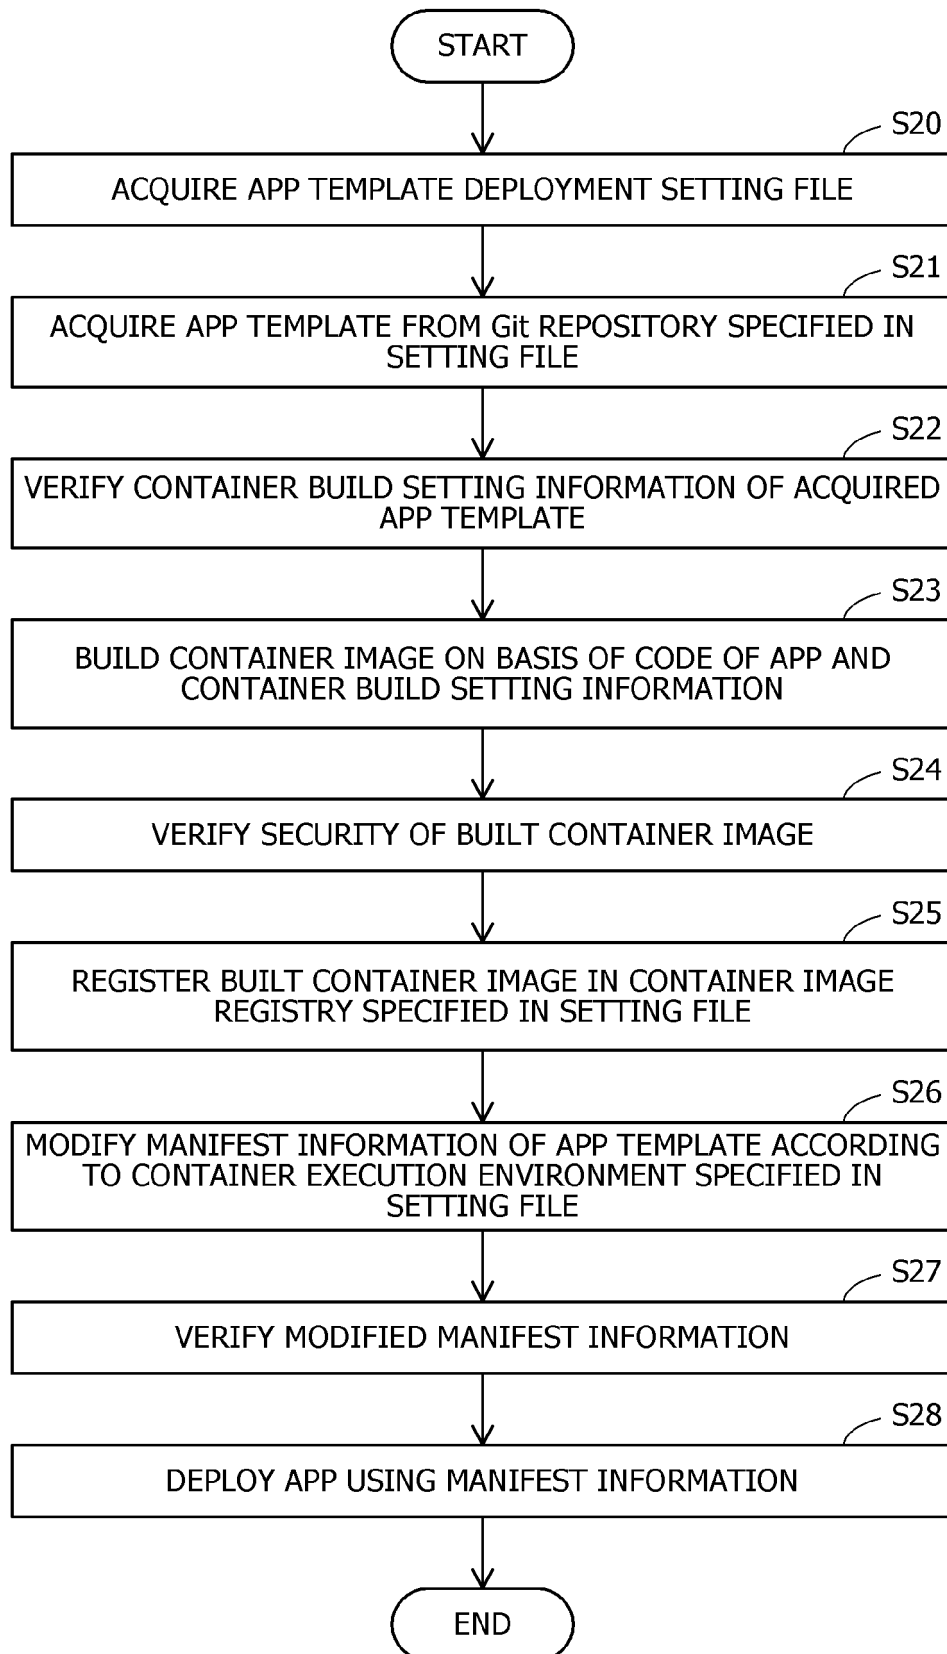 START
S20
ACQUIRE APP TEMPLATE DEPLOYMENT SETTING FILE
S21
ACQUIRE APP TEMPLATE FROM Git REPOSITORY SPECIFIED IN
SETTING FILE
S22
VERIFY CONTAINER BUILD SETTING INFORMATION OF ACQUIRED
APP TEMPLATE
S23
BUILD CONTAINER IMAGE ON BASIS OF CODE OF APP AND
CONTAINER BUILD SETTING INFORMATION
S24
VERIFY SECURITY OF BUILT CONTAINER IMAGE
S25
REGISTER BUILT CONTAINER IMAGE IN CONTAINER IMAGE
REGISTRY SPECIFIED IN SETTING FILE
S26
MODIFY MANIFEST INFORMATION OF APP TEMPLATE ACCORDING
TO CONTAINER EXECUTION ENVIRONMENT SPECIFIED IN
SETTING FILE
S27
VERIFY MODIFIED MANIFEST INFORMATION
S28
DEPLOY APP USING MANIFEST INFORMATION
END